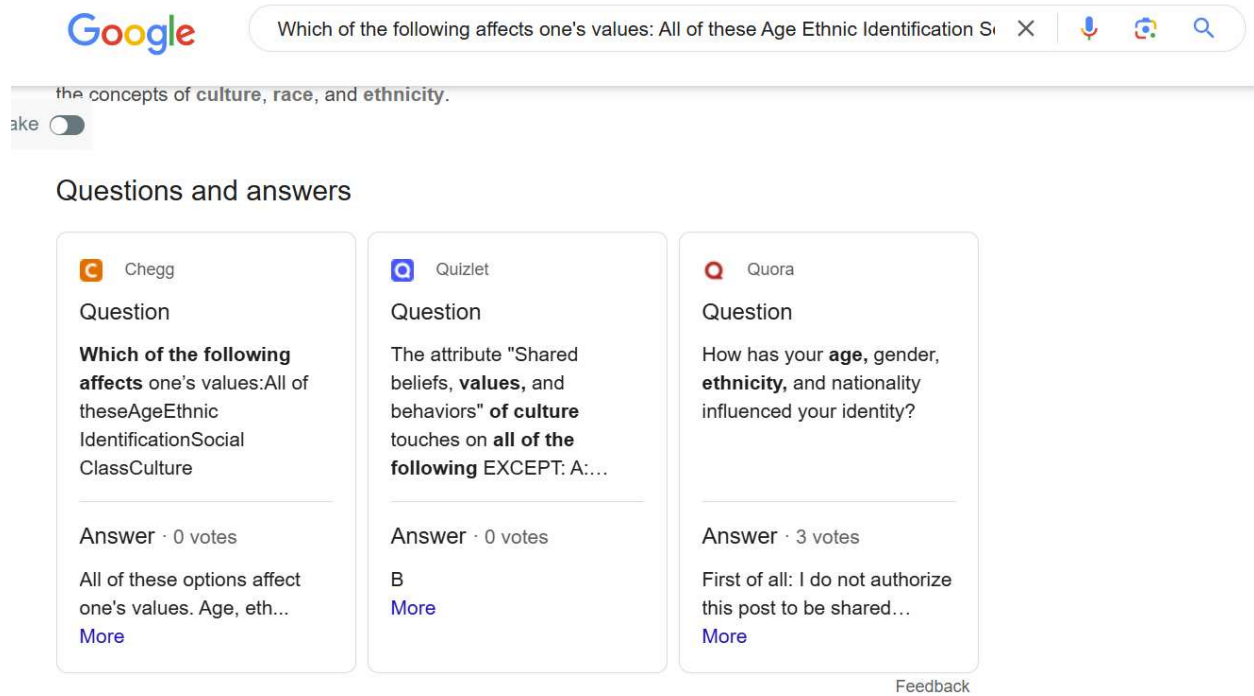 Google
Which of the following affects one's values: All of these Age Ethnic Identification S
the concepts of culture, race, and ethnicity.
ake
Questions and answers
Chegg
Question
Which of the following
affects one’s values:All of
theseAgeEthnic
IdentificationSocial
ClassCulture
Answer · 0 votes
All of these options affect
one's values. Age, eth...
More
Quizlet
Question
The attribute "Shared
beliefs, values, and
behaviors" of culture
touches on all of the
following EXCEPT: A:...
Answer · 0 votes
B
More
Quora
Question
How has your age, gender,
ethnicity, and nationality
influenced your identity?
Answer · 3 votes
First of all: I do not authorize
this post to be shared...
More
Feedback